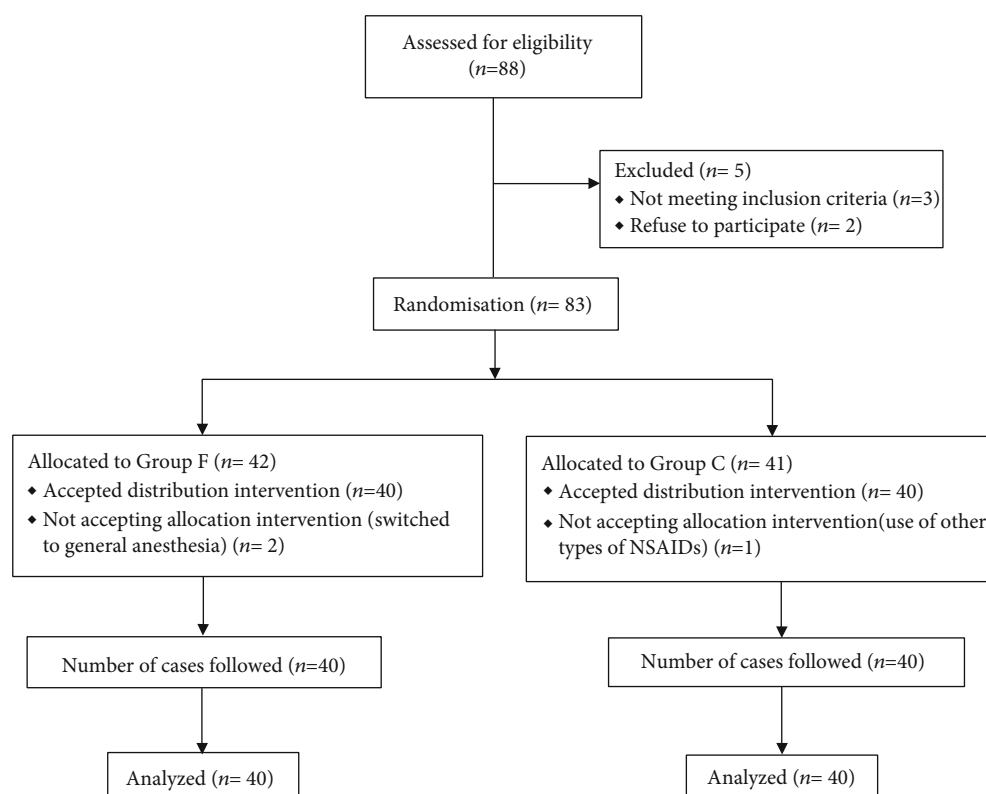 Assessed for eligibility
(n=88)
Excluded (n= 5)
◆ Not meeting inclusion criteria (n=3)
◆ Refuse to participate (n= 2)
Randomisation (n= 83)
Allocated to Group F (n= 42)
◆ Accepted distribution intervention (n=40)
◆ Not accepting allocation intervention (switched
to general anesthesia) (n= 2)
Allocated to Group C (n= 41)
◆ Accepted distribution intervention (n= 40)
◆ Not accepting allocation intervention(use of other
types of NSAIDs) (n=1)
Number of cases followed (n=40)
Number of cases followed (n=40)
Analyzed (n= 40)
Analyzed (n= 40)